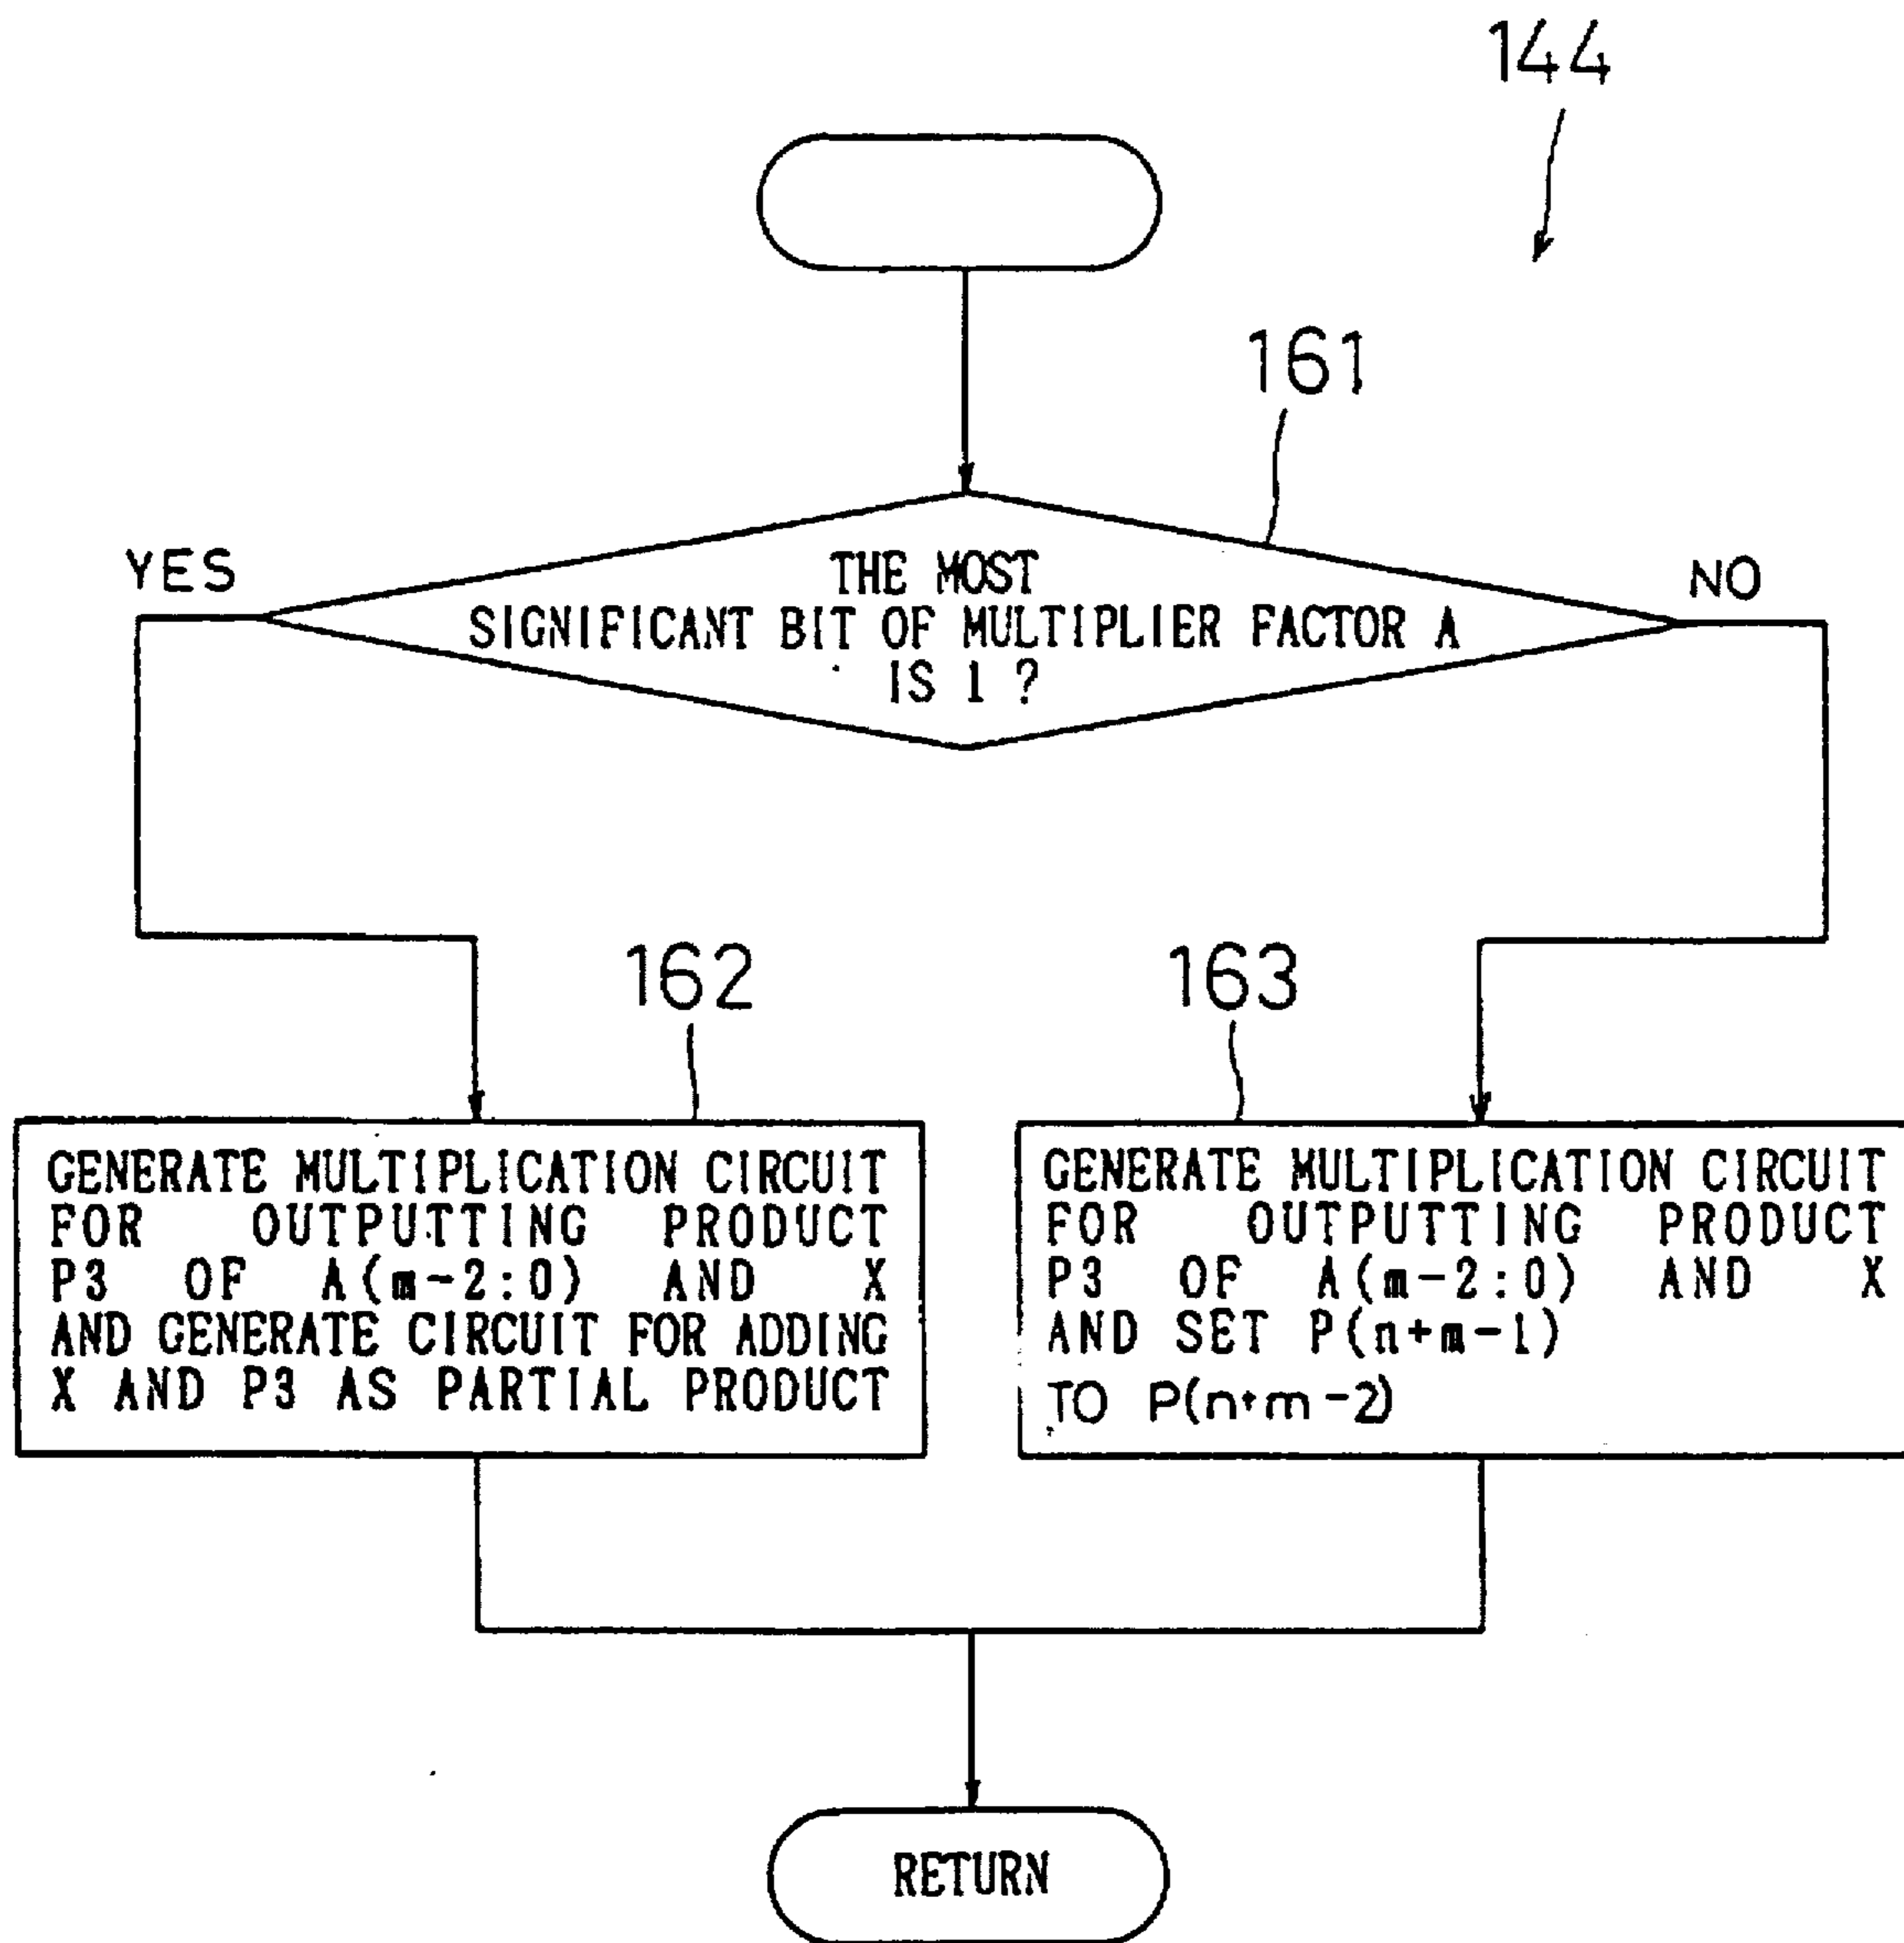 144
161
YES
NO
THE MOST
SIGNIFICANT BIT OF MULTIPLIER FACTOR A
IS 1 ?
162
163
GENERATE MULTIPLICATION CIRCUIT
FOR OUTPUTTING PRODUCT
P3 OF A(m-2:0) AND X
AND GENERATE CIRCUIT FOR ADDING
X AND P3 AS PARTIAL PRODUCT
GENERATE MULTIPLICATION CIRCUIT
FOR OUTPUTTING PRODUCT
P3 OF A(m-2:0) AND X
AND SET P(n+m-1)
TO P(n+m-2)
RETURN